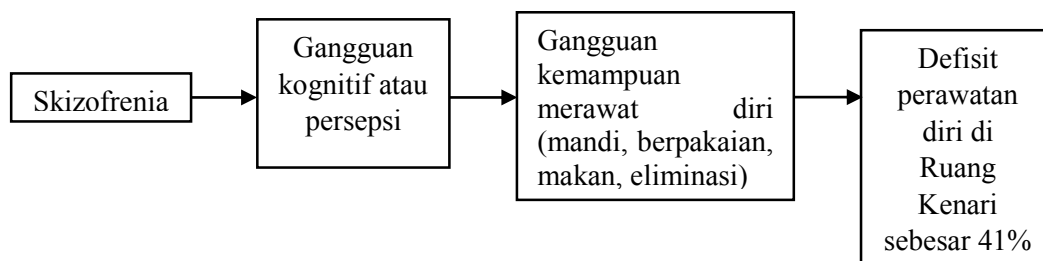 Skizofrenia
Gangguan
kognitif atau
persepsi
Gangguan
kemampuan
merawat diri
(mandi, berpakaian,
makan, eliminasi)
Defisit
perawatan
diri di
Ruang
Kenari
sebesar 41%